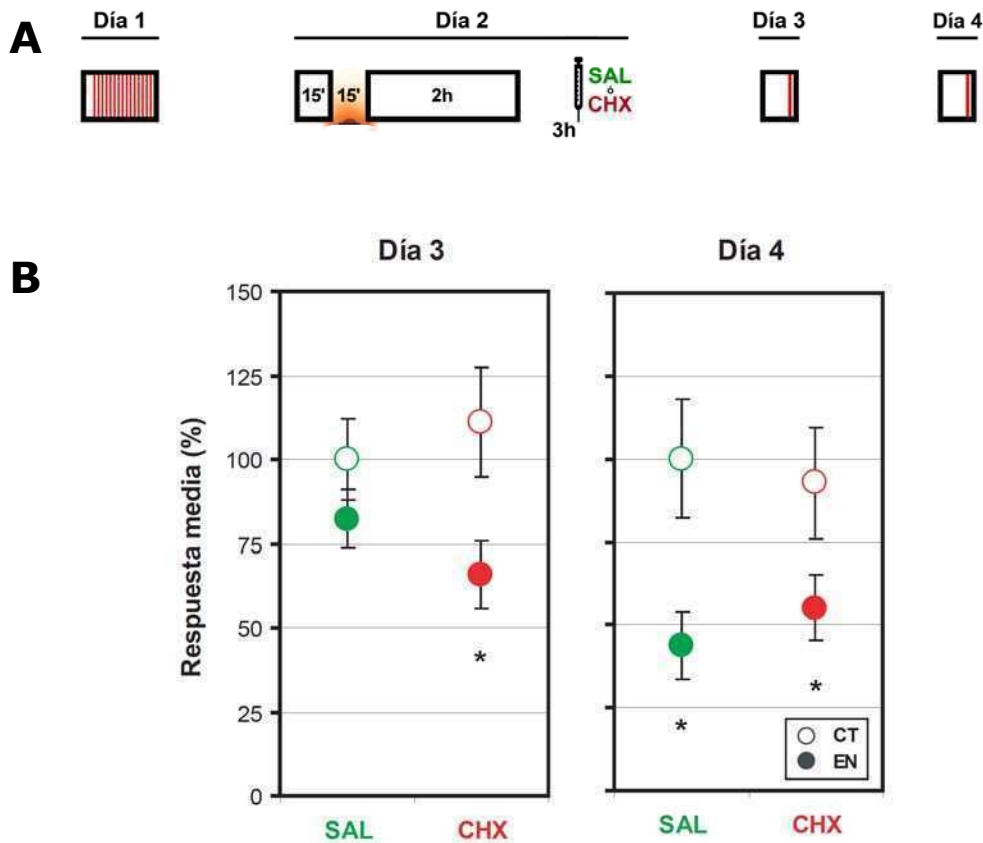 A
Día 1
Día 2
Día 3
Día 4
15'
15'
2h
SAL
ó
CHX
3h
B
Día 3
Día 4
Respuesta media (%)
150
125
100
75
50
25
0
*
*
*
CT
EN
SAL
CHX
SAL
CHX